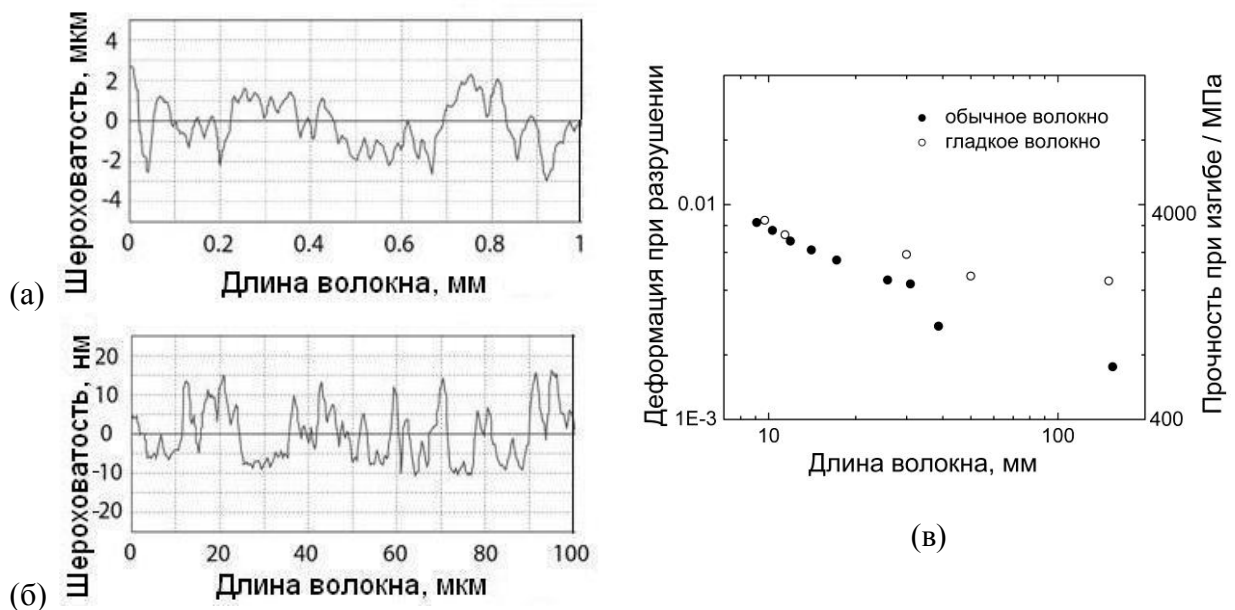 Шероховатость, мкм
4
2
0
-2
-4
0 0.2 0.4 0.6 0.8 1
Длина волокна, мм
(а)
Шероховатость, нм
20
10
0
-10
-20
0 20 40 60 80 100
Длина волокна, мкм
(б)
Деформация при разрушении
0.01
1E-3
• обычное волокно
○ гладкое волокно
4000
400
Прочность при изгибе / МПа
10 100
Длина волокна, мм
(в)